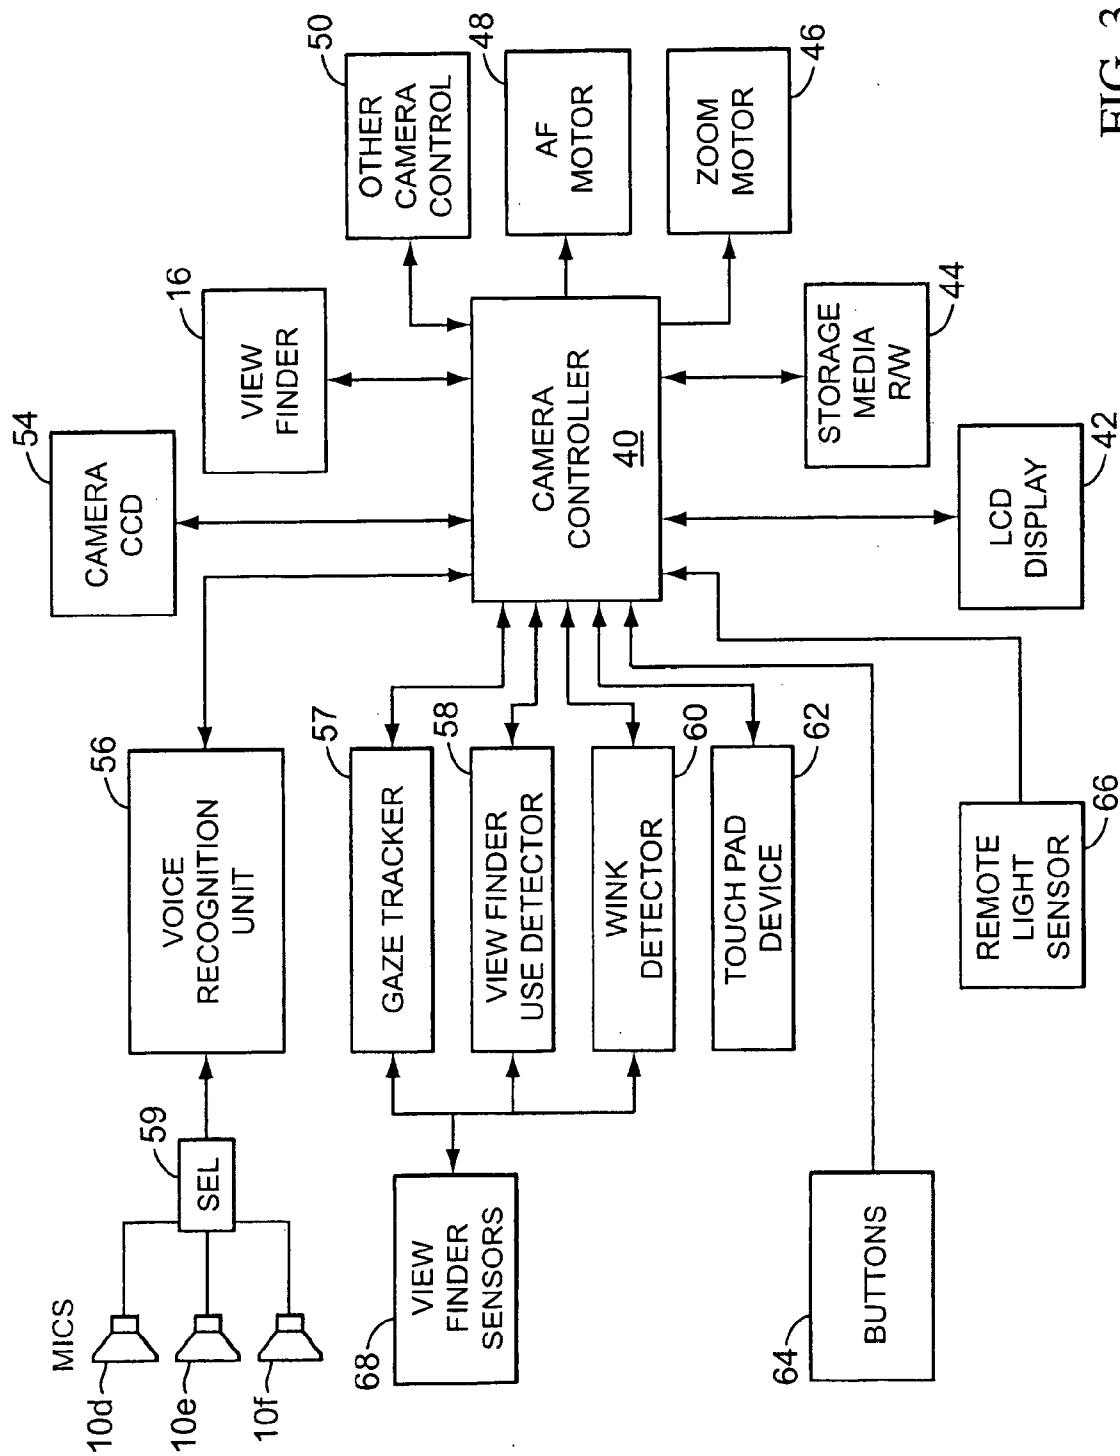 MICS
10d
10e
10f
59
SEL
56
VOICE
RECOGNITION
UNIT
54
CAMERA
CCD
16
VIEW
FINDER
50
OTHER
CAMERA
CONTROL
48
AF
MOTOR
46
ZOOM
MOTOR
57
GAZE TRACKER
58
VIEW FINDER
USE DETECTOR
60
WINK
DETECTOR
62
TOUCH PAD
DEVICE
CAMERA
CONTROLLER
40
68
VIEW
FINDER
SENSORS
64
BUTTONS
66
REMOTE
LIGHT
SENSOR
42
LCD
DISPLAY
44
STORAGE
MEDIA
R/W
FIG. 3